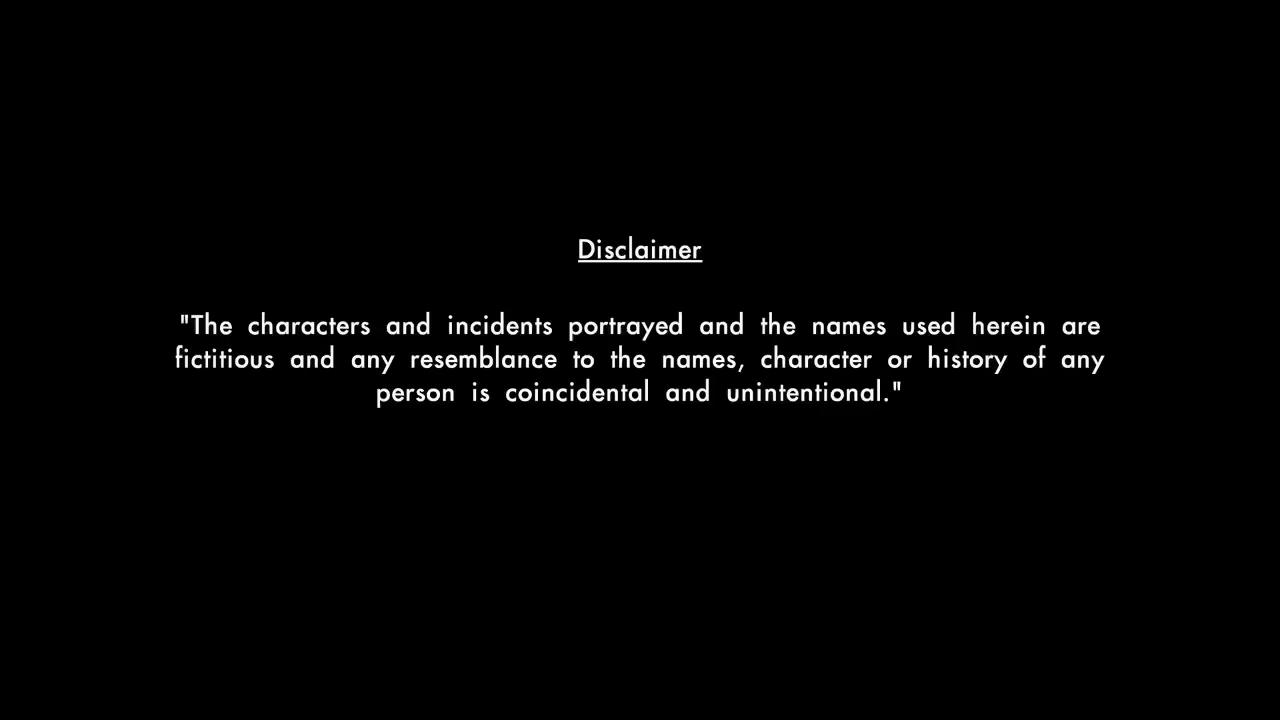 Disclaimer
"The characters and incidents portrayed and the names used herein are
fictitious and any resemblance to the names, character or history of any
person is coincidental and unintentional."